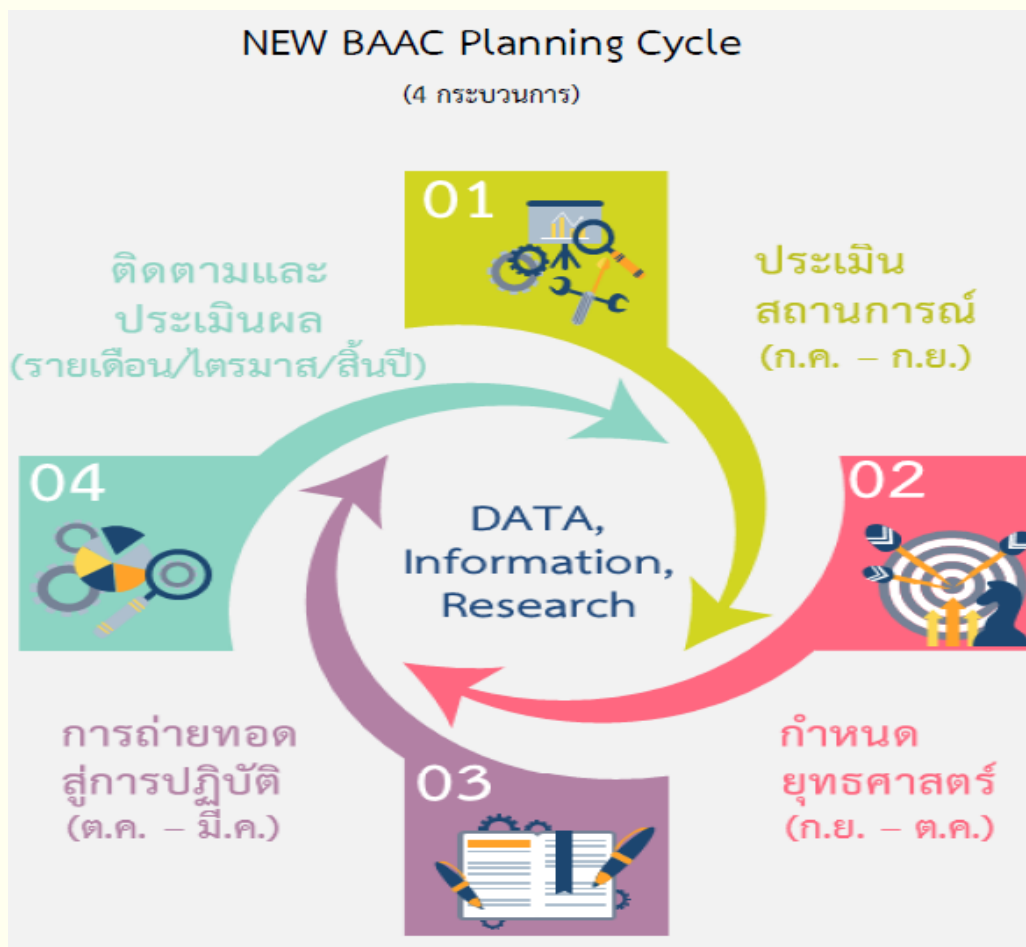 NEW BAAC Planning Cycle
(4 กระบวนการ)
01
ประเมิน
สถานการณ์
(ก.ค. – ก.ย.)
02
กำหนด
ยุทธศาสตร์
(ก.ย. – ต.ค.)
03
การถ่ายทอด
สู่การปฏิบัติ
(ต.ค. – มี.ค.)
04
ติดตามและ
ประเมินผล
(รายเดือน/ไตรมาส/สิ้นปี)
DATA,
Information,
Research